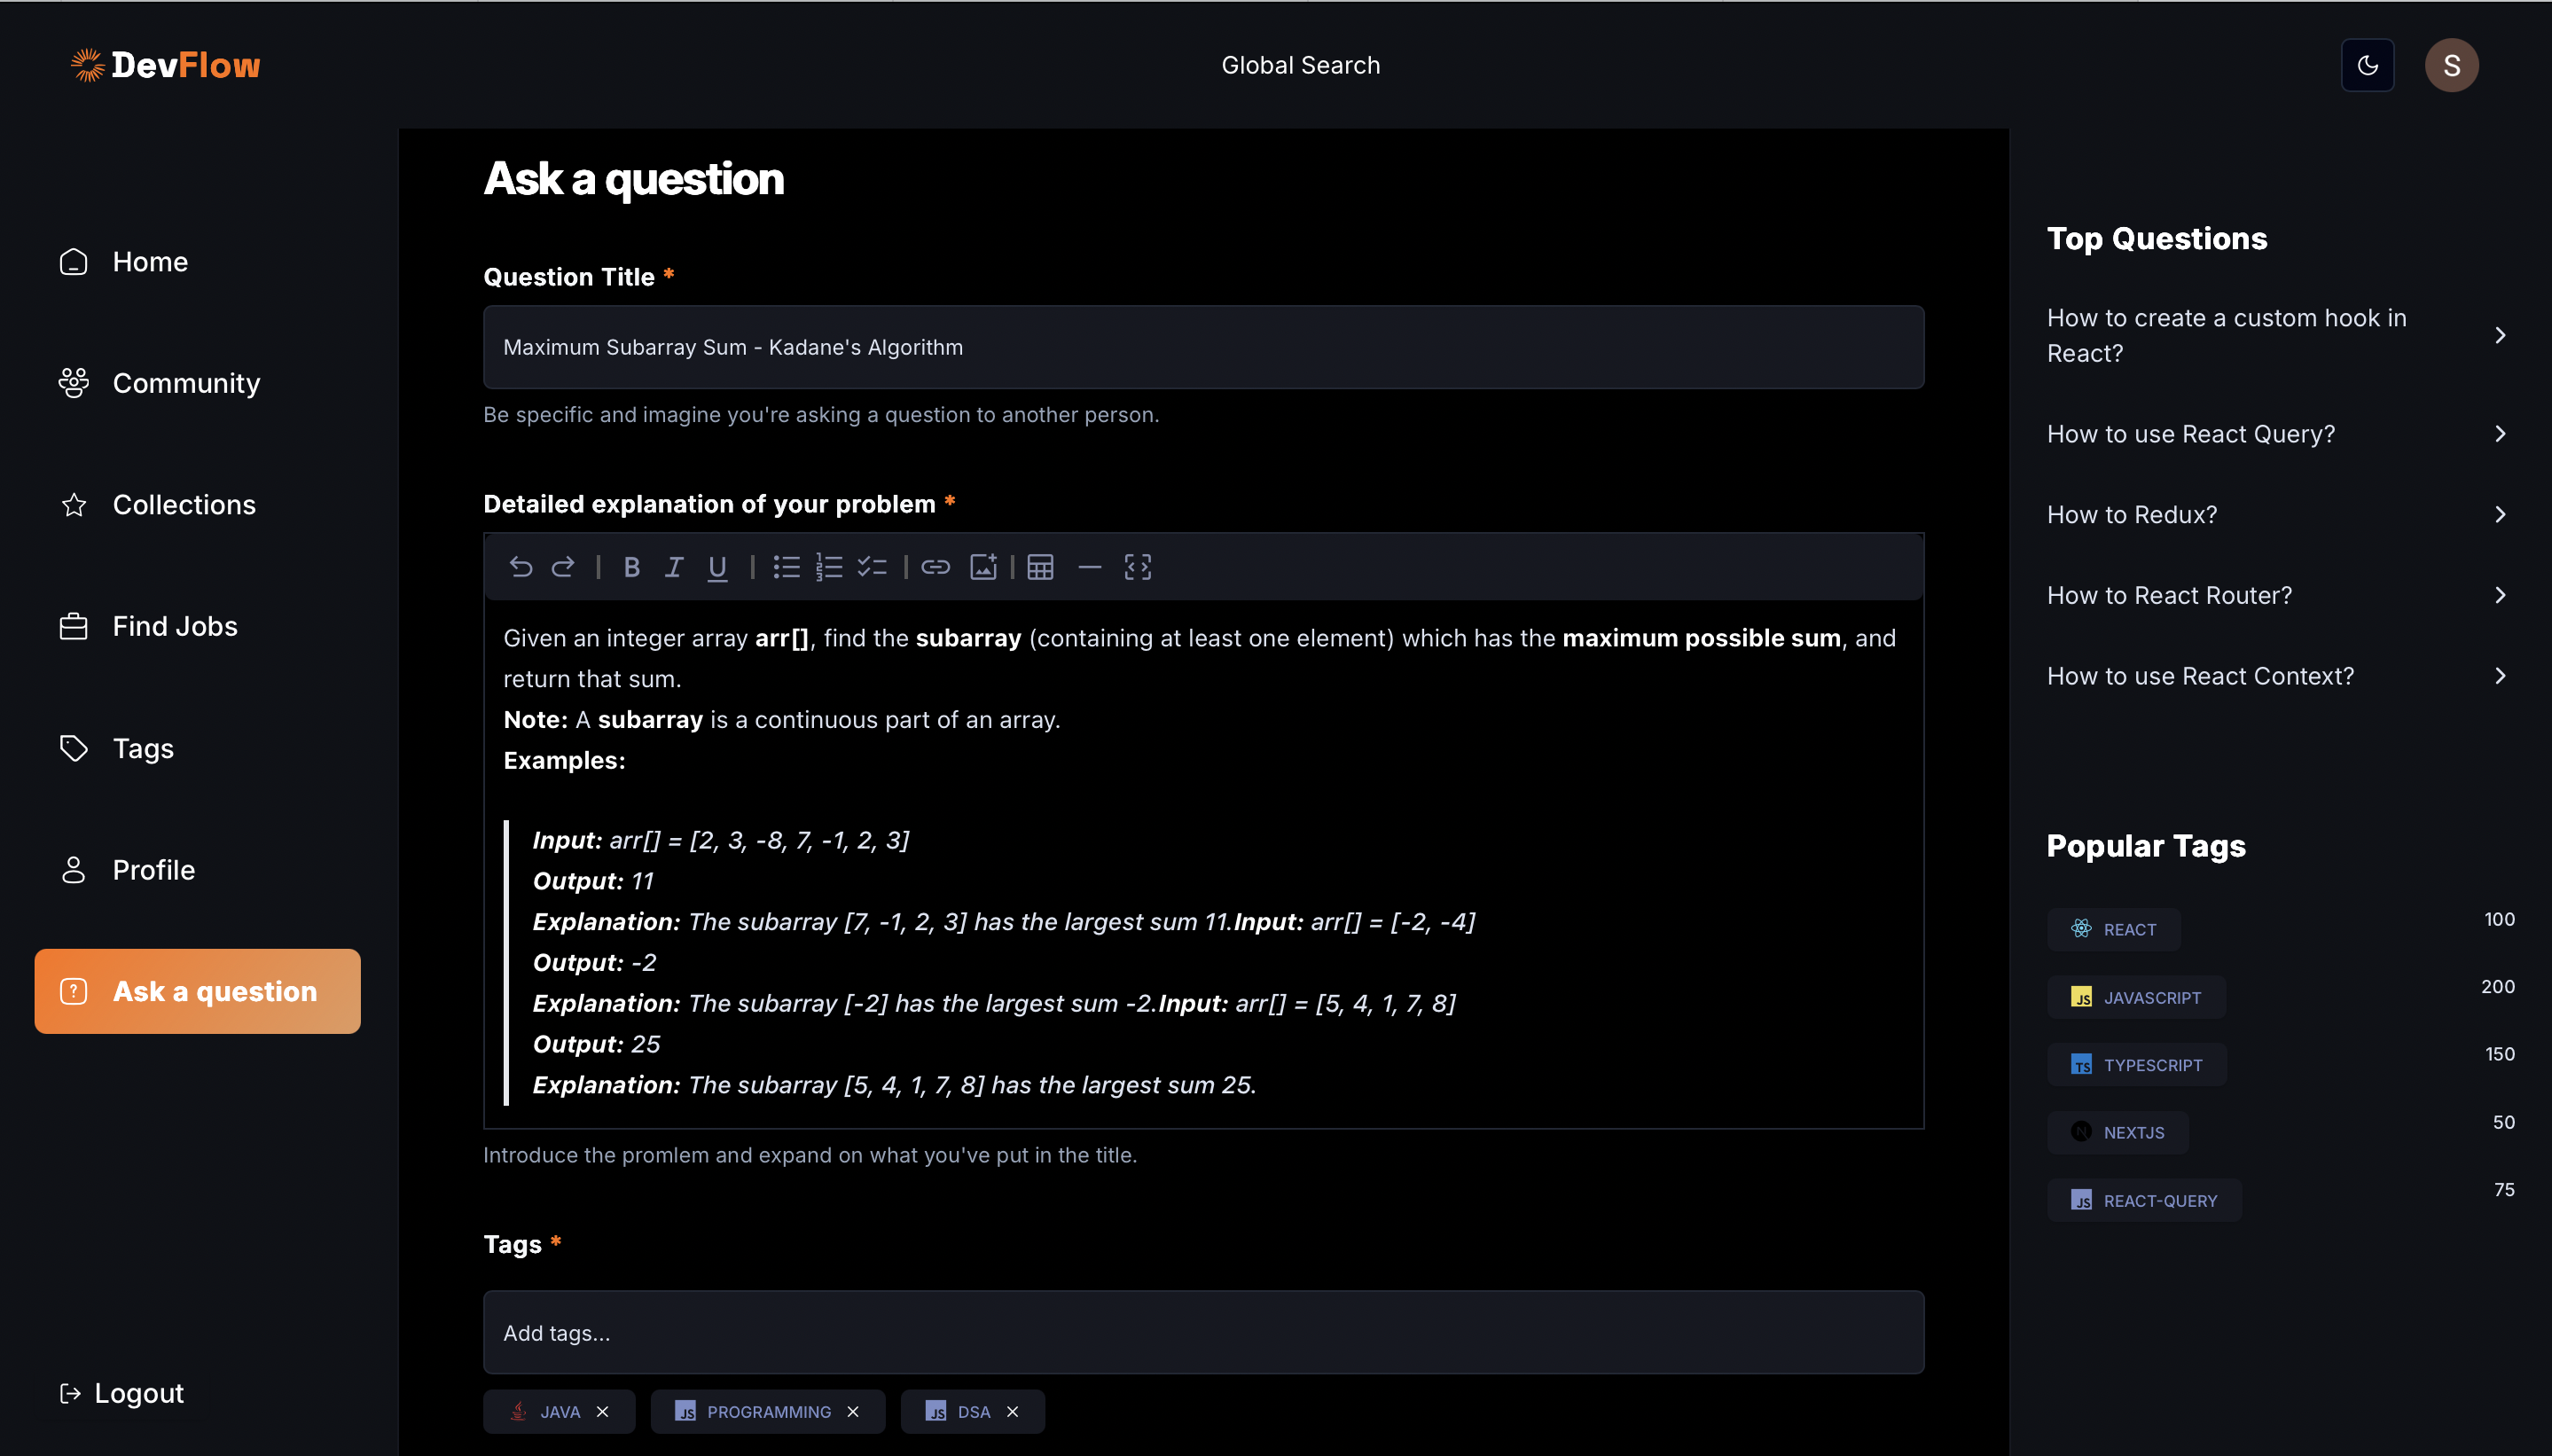 DevFlow
Global Search
S
Home
Community
Collections
Find Jobs
Tags
Profile
Ask a question
Logout
Ask a question
Question Title *
Maximum Subarray Sum - Kadane's Algorithm
Be specific and imagine you're asking a question to another person.
Detailed explanation of your problem *
Given an integer array arr[], find the subarray (containing at least one element) which has the maximum possible sum, and
return that sum.
Note: A subarray is a continuous part of an array.
Examples:
Input: arr[] = [2, 3, -8, 7, -1, 2, 3]
Output: 11
Explanation: The subarray [7, -1, 2, 3] has the largest sum 11.Input: arr[] = [-2, -4]
Output: -2
Explanation: The subarray [-2] has the largest sum -2.Input: arr[] = [5, 4, 1, 7, 8]
Output: 25
Explanation: The subarray [5, 4, 1, 7, 8] has the largest sum 25.
Introduce the promlem and expand on what you've put in the title.
Tags *
Add tags...
JAVA
JS PROGRAMMING
JS DSA
Top Questions
How to create a custom hook in
React?
How to use React Query?
How to Redux?
How to React Router?
How to use React Context?
Popular Tags
REACT 100
JS JAVASCRIPT 200
TS TYPESCRIPT 150
N NEXTJS 50
JS REACT-QUERY 75